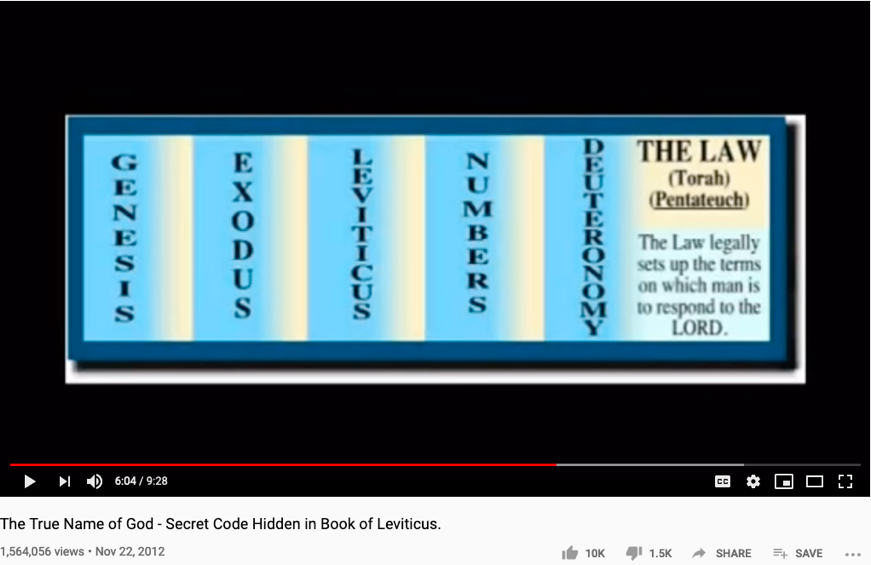 GENESIS
EXODUS
LEVITICUS
NUMBERS
DEUTERONOMY
THE LAW
(Torah)
(Pentateuch)
The Law legally
sets up the terms
on which man is
to respond to the
LORD.
6:04 / 9:28
CC
The True Name of God - Secret Code Hidden in Book of Leviticus.
1,564,056 views • Nov 22, 2012
10K
1.5K
SHARE
SAVE